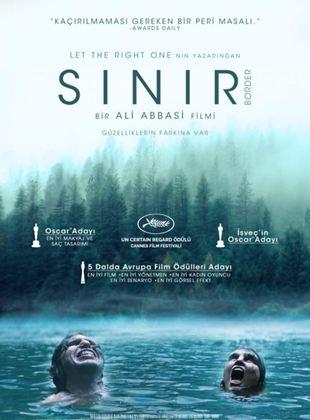 "KAÇIRILMAMASI GEREKEN BİR PERİ MASALI."
-AWARDS DAILY
LET THE RIGHT ONE'NIN YAZARINDAN
SINIR
BORDER
BİR ALİ ABBASİ FİLMİ
GÜZELLİKLERİN FARKINA VAR
Oscar'Adayı
EN İYİ MAKYAJ VE
SAÇ TASARIMI
UN CERTAIN REGARD ÖDÜLÜ
CANNES FILM FESTIVALI
İsveç'in
Oscar'Adayı
5 Dalda Avrupa Film Ödülleri Adayı
EN İYİ FİLM • EN İYİ YÖNETMEN • EN İYİ KADIN OYUNCU
EN İYİ SENARYO • EN İYİ GÖRSEL EFEKT